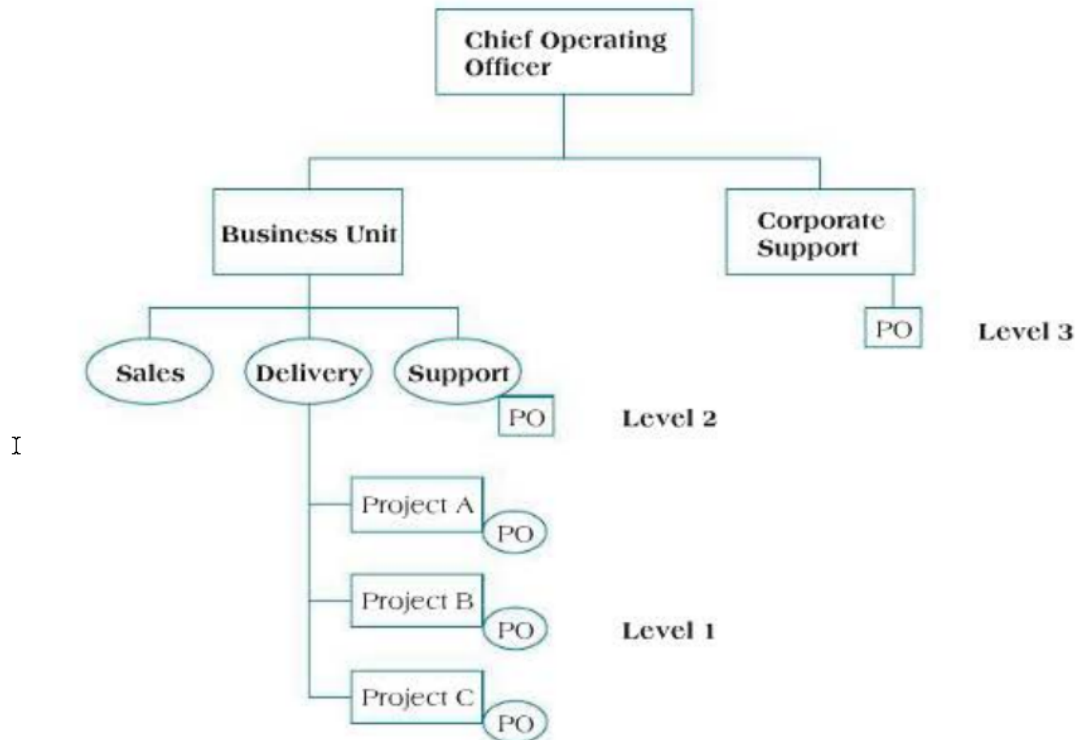 Chief Operating
Officer
Business Unit
Corporate
Support
PO
Level 3
Sales
Delivery
Support
PO
Level 2
Project A
PO
Project B
PO
Level 1
Project C
PO